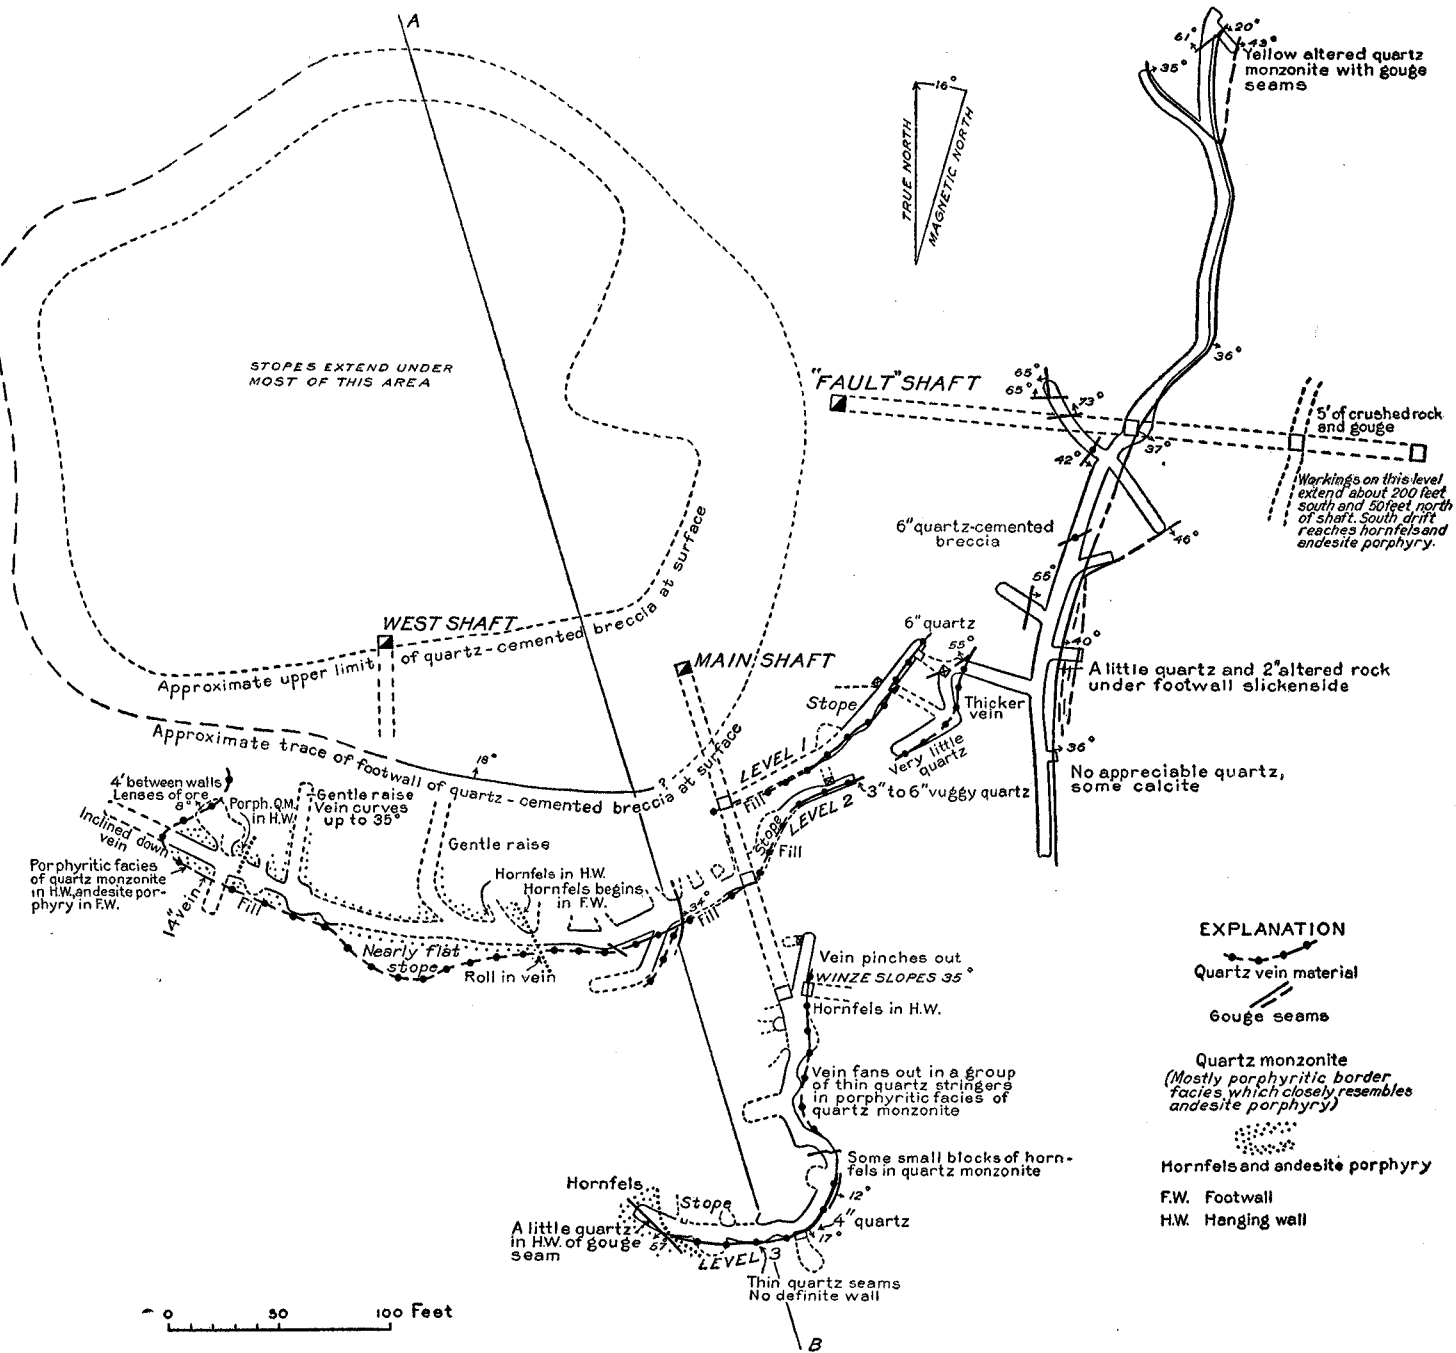 A
61°
20°
43°
Yellow altered quartz
monzonite with gouge
seams
35°
16°
TRUE NORTH
MAGNETIC NORTH
STOPES EXTEND UNDER
MOST OF THIS AREA
36°
"FAULT" SHAFT
65°
65°
73°
5' of crushed rock
and gouge
42°
37°
Workings on this level
extend about 200 feet
south and 50 feet north
of shaft. South drift
reaches hornfels and
andesite porphyry.
6" quartz-cemented
breccia
46°
55°
WEST SHAFT
Approximate upper limit of quartz-cemented breccia at surface
6" quartz
55°
40°
MAIN SHAFT
A little quartz and 2" altered rock
under footwall slickenside
Stope
Thicker
vein
Very little
quartz
36°
No appreciable quartz,
some calcite
Approximate trace of footwall of quartz-cemented breccia at surface
?
18°
LEVEL 1
Fill
3" to 6" vuggy quartz
LEVEL 2
Stope
Fill
4' between walls
Lenses of ore
8°
Porph. Q.M.
in H.W.
Gentle raise
Vein curves
up to 35°
Inclined down
vein
Gentle raise
Porphyritic facies
of quartz monzonite
in H.W., andesite por-
phyry in F.W.
14" vein
Fill
Hornfels in H.W.
Hornfels begins
in F.W.
34°
Fill
Nearly flat
stope
Roll in vein
Vein pinches out
WINZE SLOPES 35°
Hornfels in H.W.
Vein fans out in a group
of thin quartz stringers
in porphyritic facies of
quartz monzonite
Some small blocks of horn-
fels in quartz monzonite
12°
4" quartz
17°
Hornfels
Stope
A little quartz
in H.W. of gouge
seam
57°
LEVEL 3
Thin quartz seams
No definite wall
B
EXPLANATION
Quartz vein material
Gouge seams
Quartz monzonite
(Mostly porphyritic border
facies which closely resembles
andesite porphyry)
Hornfels and andesite porphyry
F.W. Footwall
H.W. Hanging wall
0 50 100 Feet